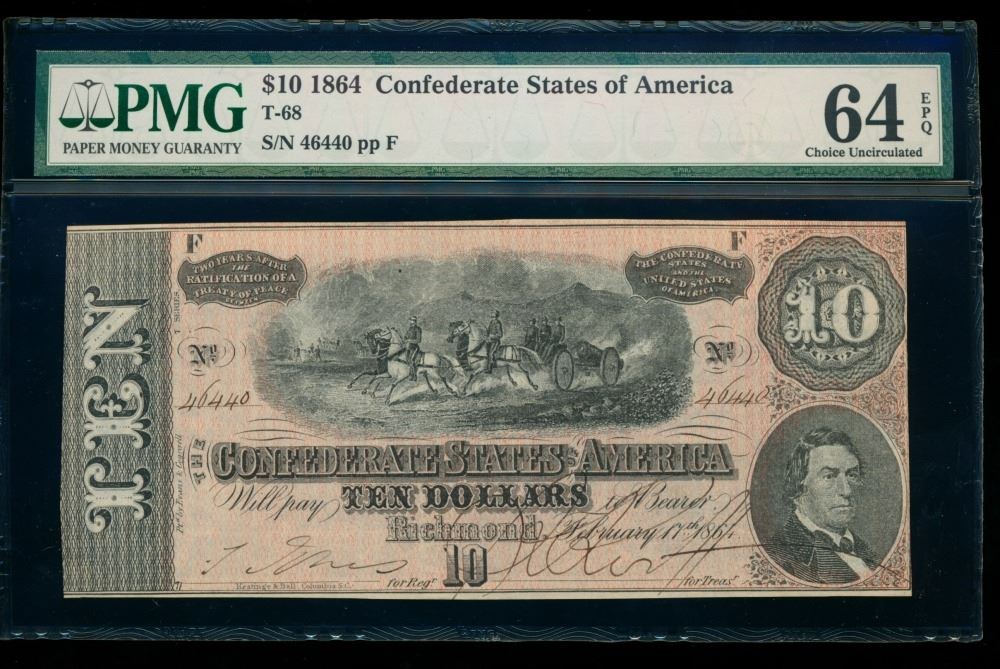 $10 1864 Confederate States of America
T-68
S/N 46440 pp F
PMG
PAPER MONEY GUARANTY
64
EPQ
Choice Uncirculated
TEN
F
F
TWO YEARS AFTER
THE
RATIFICATION OF A
TREATY OF PEACE
BETWEEN
THE CONFEDERATE
STATES
AND THE
UNITED STATES
OF AMERICA
10
SERIES
No
46440
No
46440
THE
CONFEDERATE STATES OF AMERICA
Will pay TEN DOLLARS to Bearer
Richmond February 17th 1864
for Regr
10
for Treasr
Keatinge & Ball, Columbia S.C.